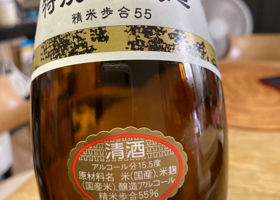 精米歩合55
清酒
アルコール分15.5度
原材料名 米(国産)、米麹
(国産米)、醸造アルコール
精米歩合55%